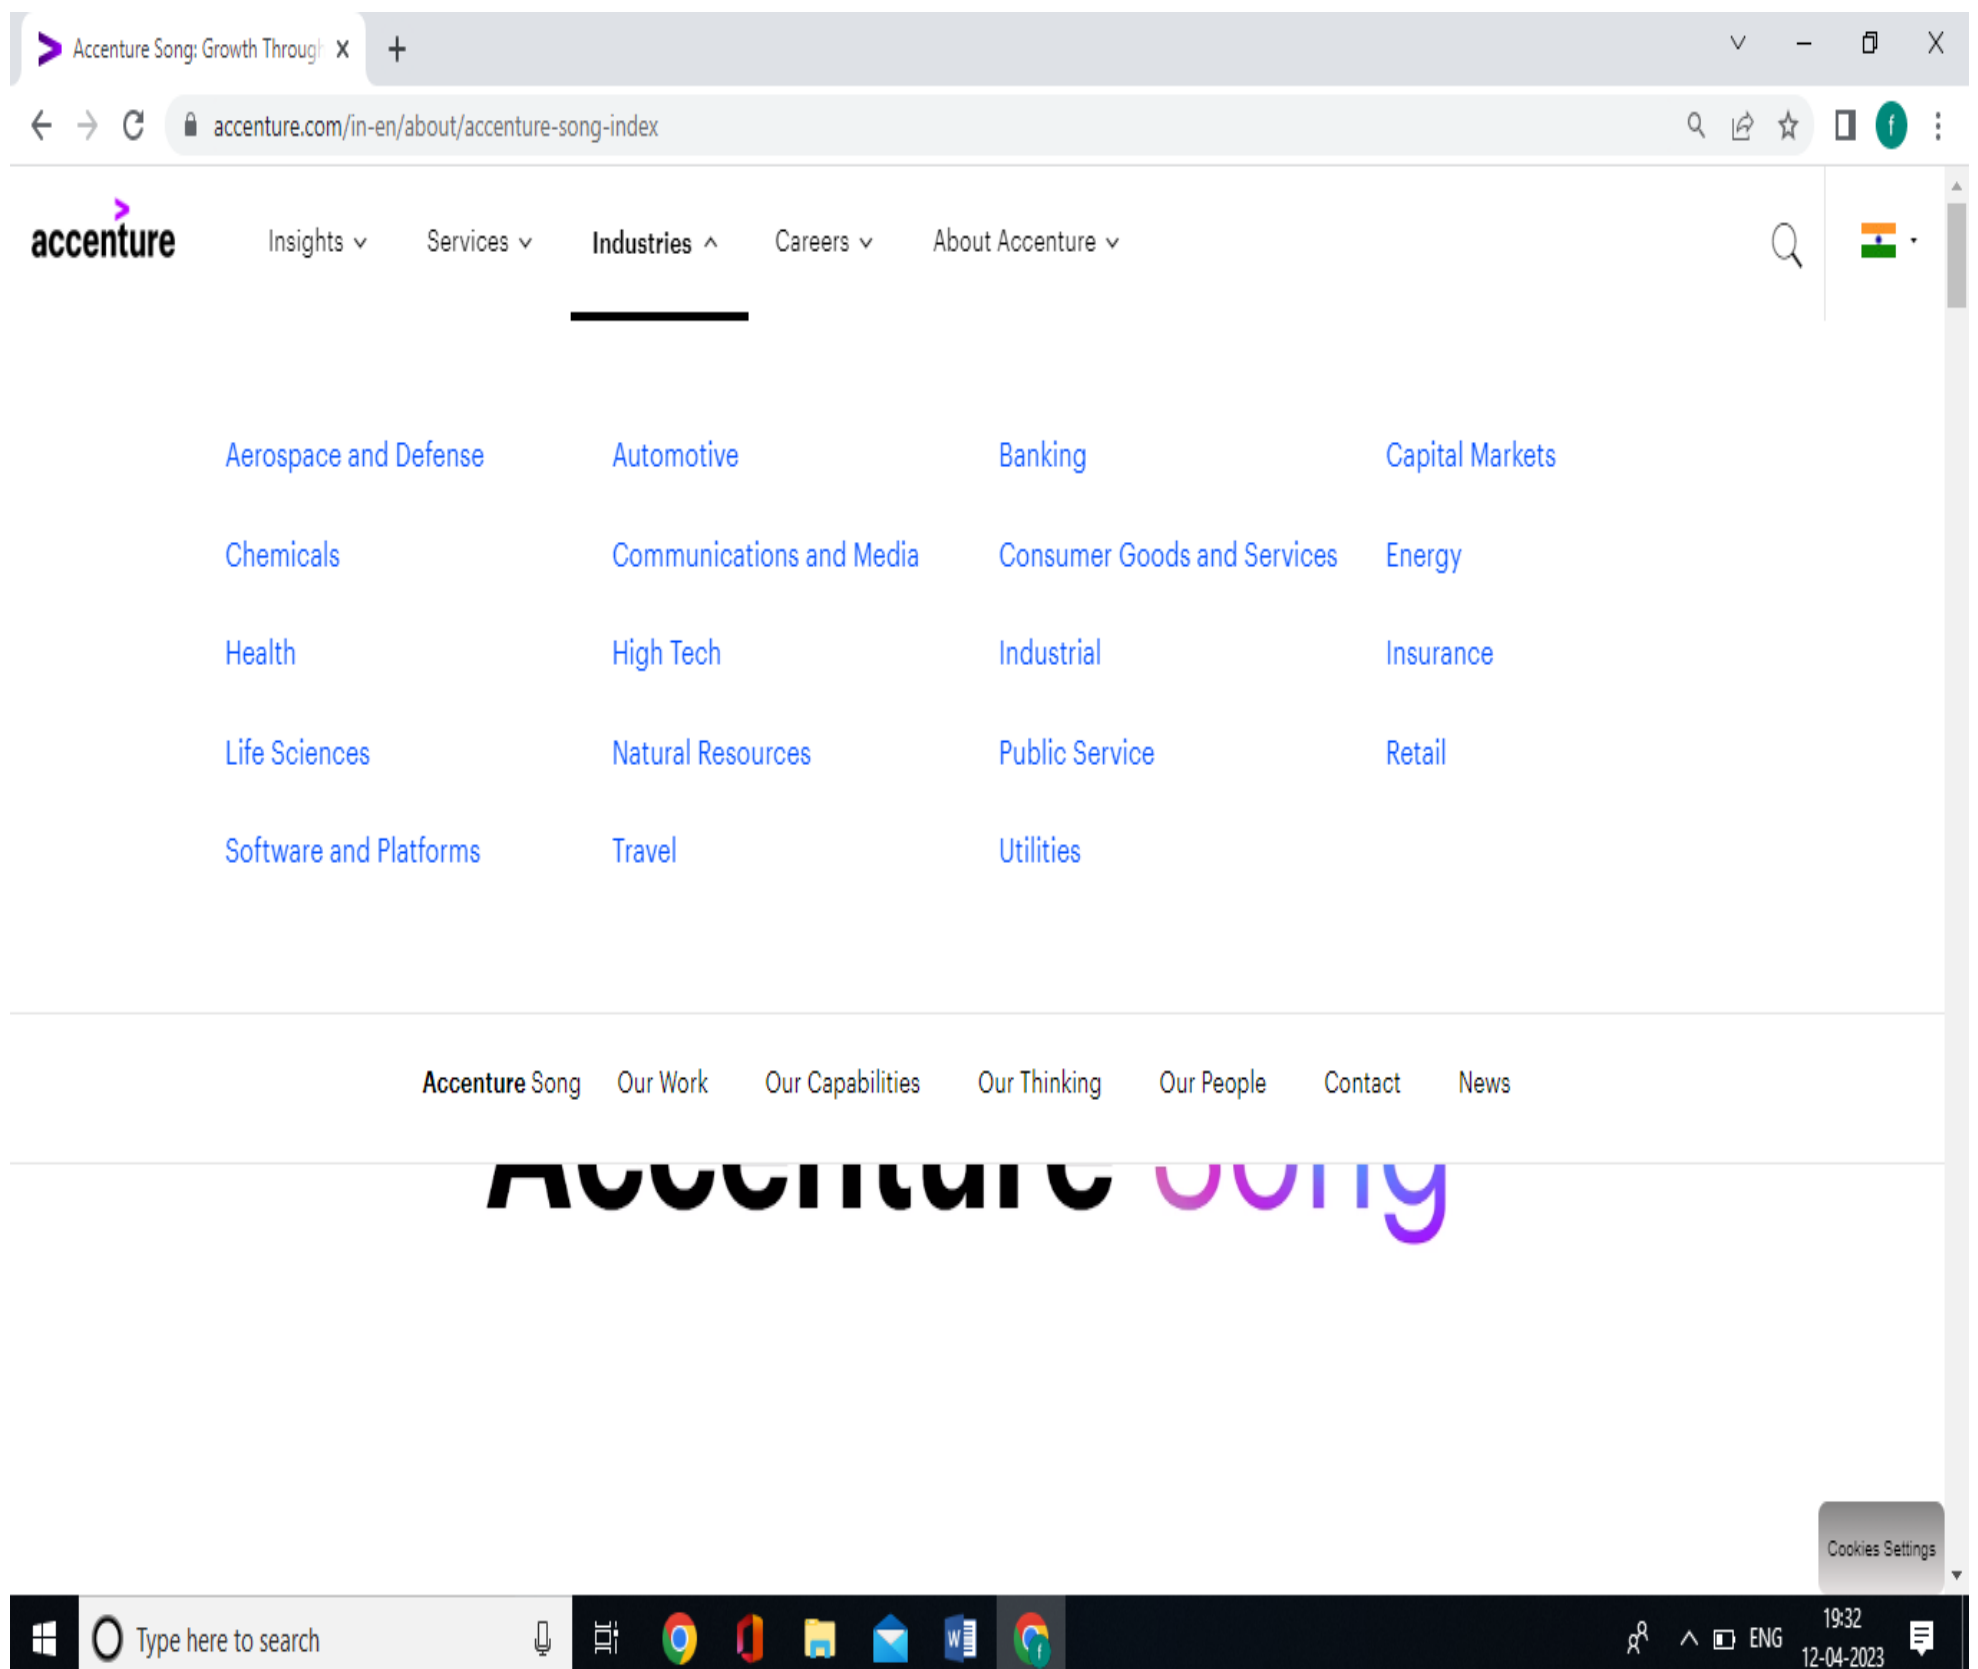 Accenture Song: Growth Through
accenture.com/in-en/about/accenture-song-index
f
accenture
Insights Services Industries Careers About Accenture
Aerospace and Defense Automotive Banking Capital Markets
Chemicals Communications and Media Consumer Goods and Services Energy
Health High Tech Industrial Insurance
Life Sciences Natural Resources Public Service Retail
Software and Platforms Travel Utilities
Accenture Song Our Work Our Capabilities Our Thinking Our People Contact News
Accenture Song
Cookies Settings
Type here to search
W
f
ENG
19:32
12-04-2023